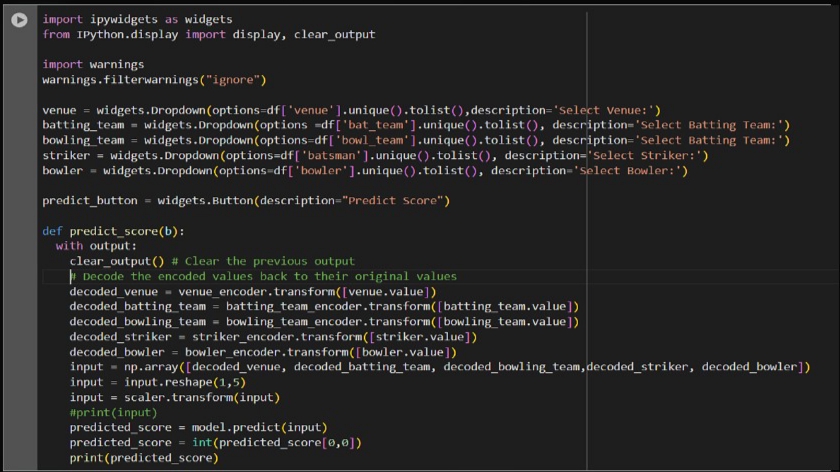 import ipywidgets as widgets
from IPython.display import display, clear_output
import warnings
warnings.filterwarnings("ignore")
venue = widgets.Dropdown(options=df['venue'].unique().tolist(),description='Select Venue:')
batting_team = widgets.Dropdown(options =df['bat_team'].unique().tolist(), description='Select Batting Team:')
bowling_team = widgets.Dropdown(options=df['bowl_team'].unique().tolist(), description='Select Batting Team:')
striker = widgets.Dropdown(options=df['batsman'].unique().tolist(), description='Select Striker:')
bowler = widgets.Dropdown(options=df['bowler'].unique().tolist(), description='Select Bowler:')
predict_button = widgets.Button(description="Predict Score")
def predict_score(b):
  with output:
    clear_output() # Clear the previous output
    # Decode the encoded values back to their original values
    decoded_venue = venue_encoder.transform([venue.value])
    decoded_batting_team = batting_team_encoder.transform([batting_team.value])
    decoded_bowling_team = bowling_team_encoder.transform([bowling_team.value])
    decoded_striker = striker_encoder.transform([striker.value])
    decoded_bowler = bowler_encoder.transform([bowler.value])
    input = np.array([decoded_venue, decoded_batting_team, decoded_bowling_team,decoded_striker, decoded_bowler])
    input = input.reshape(1,5)
    input = scaler.transform(input)
    #print(input)
    predicted_score = model.predict(input)
    predicted_score = int(predicted_score[0,0])
    print(predicted_score)